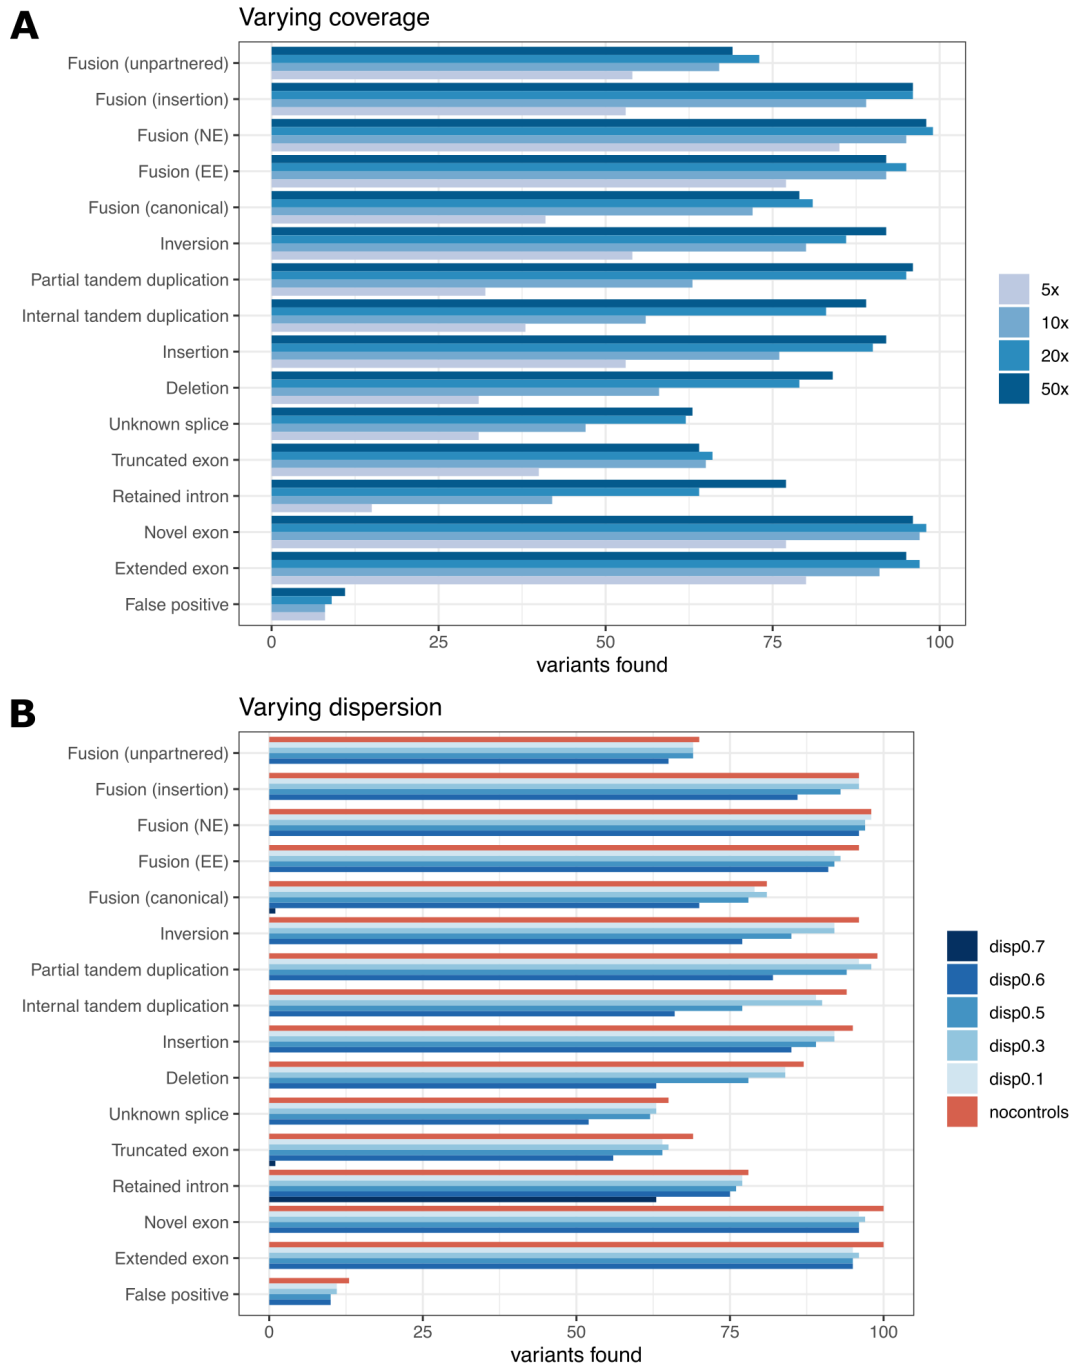 A
Varying coverage
Fusion (unpartnered)
Fusion (insertion)
Fusion (NE)
Fusion (EE)
Fusion (canonical)
Inversion
Partial tandem duplication
Internal tandem duplication
Insertion
Deletion
Unknown splice
Truncated exon
Retained intron
Novel exon
Extended exon
False positive
0 25 50 75 100
variants found
5x
10x
20x
50x
B
Varying dispersion
Fusion (unpartnered)
Fusion (insertion)
Fusion (NE)
Fusion (EE)
Fusion (canonical)
Inversion
Partial tandem duplication
Internal tandem duplication
Insertion
Deletion
Unknown splice
Truncated exon
Retained intron
Novel exon
Extended exon
False positive
0 25 50 75 100
variants found
disp0.7
disp0.6
disp0.5
disp0.3
disp0.1
nocontrols